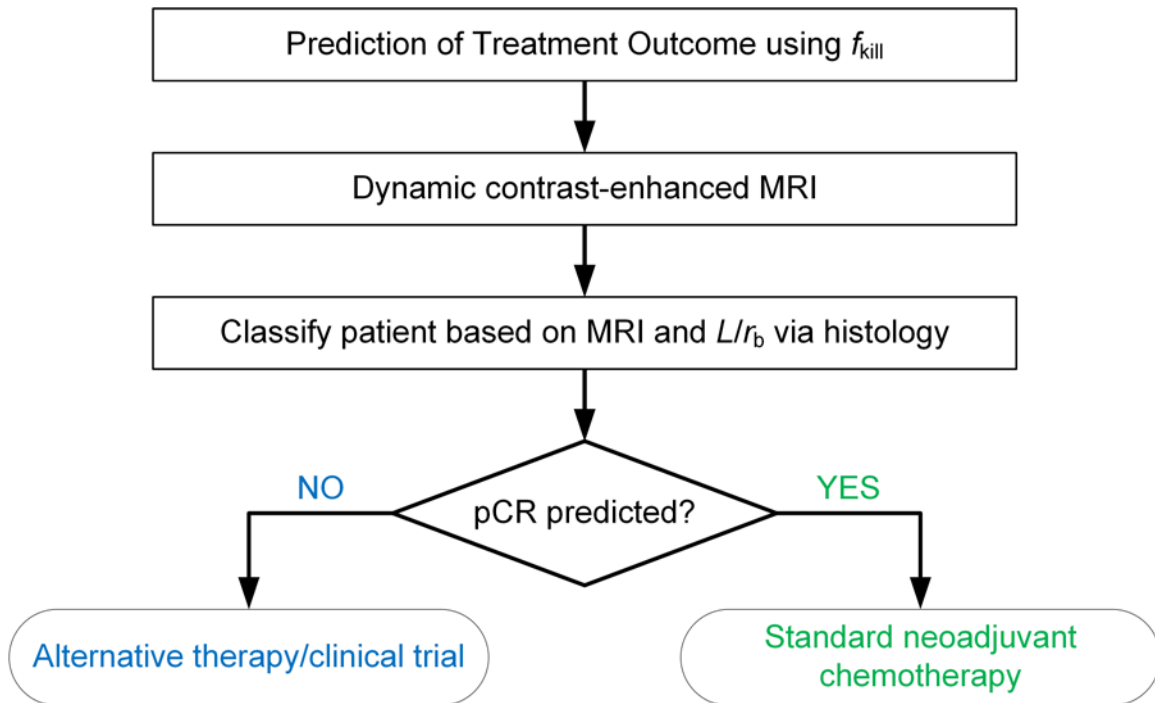 Prediction of Treatment Outcome using fkill
Dynamic contrast-enhanced MRI
Classify patient based on MRI and L/rb via histology
NO
YES
pCR predicted?
Alternative therapy/clinical trial
Standard neoadjuvant
chemotherapy